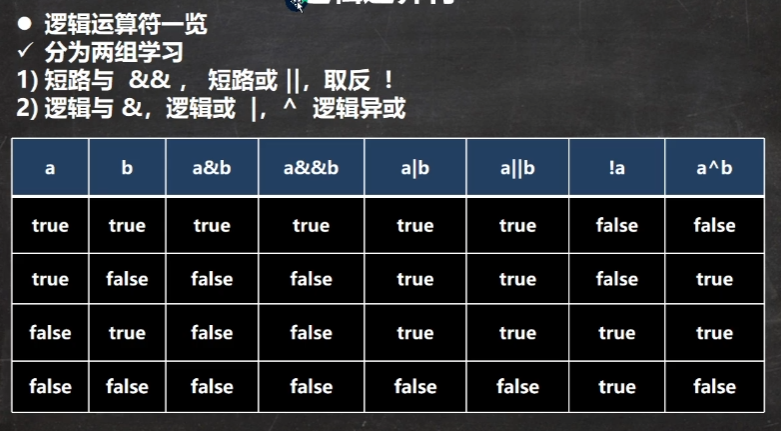 ● 逻辑运算符一览
✓ 分为两组学习
1) 短路与 && ， 短路或 ||，取反 ！
2) 逻辑与 &，逻辑或 |， ^ 逻辑异或
a b a&b a&&b a|b a||b !a a^b
true true true true true true false false
true false false false true true false true
false true false false true true true true
false false false false false false true false